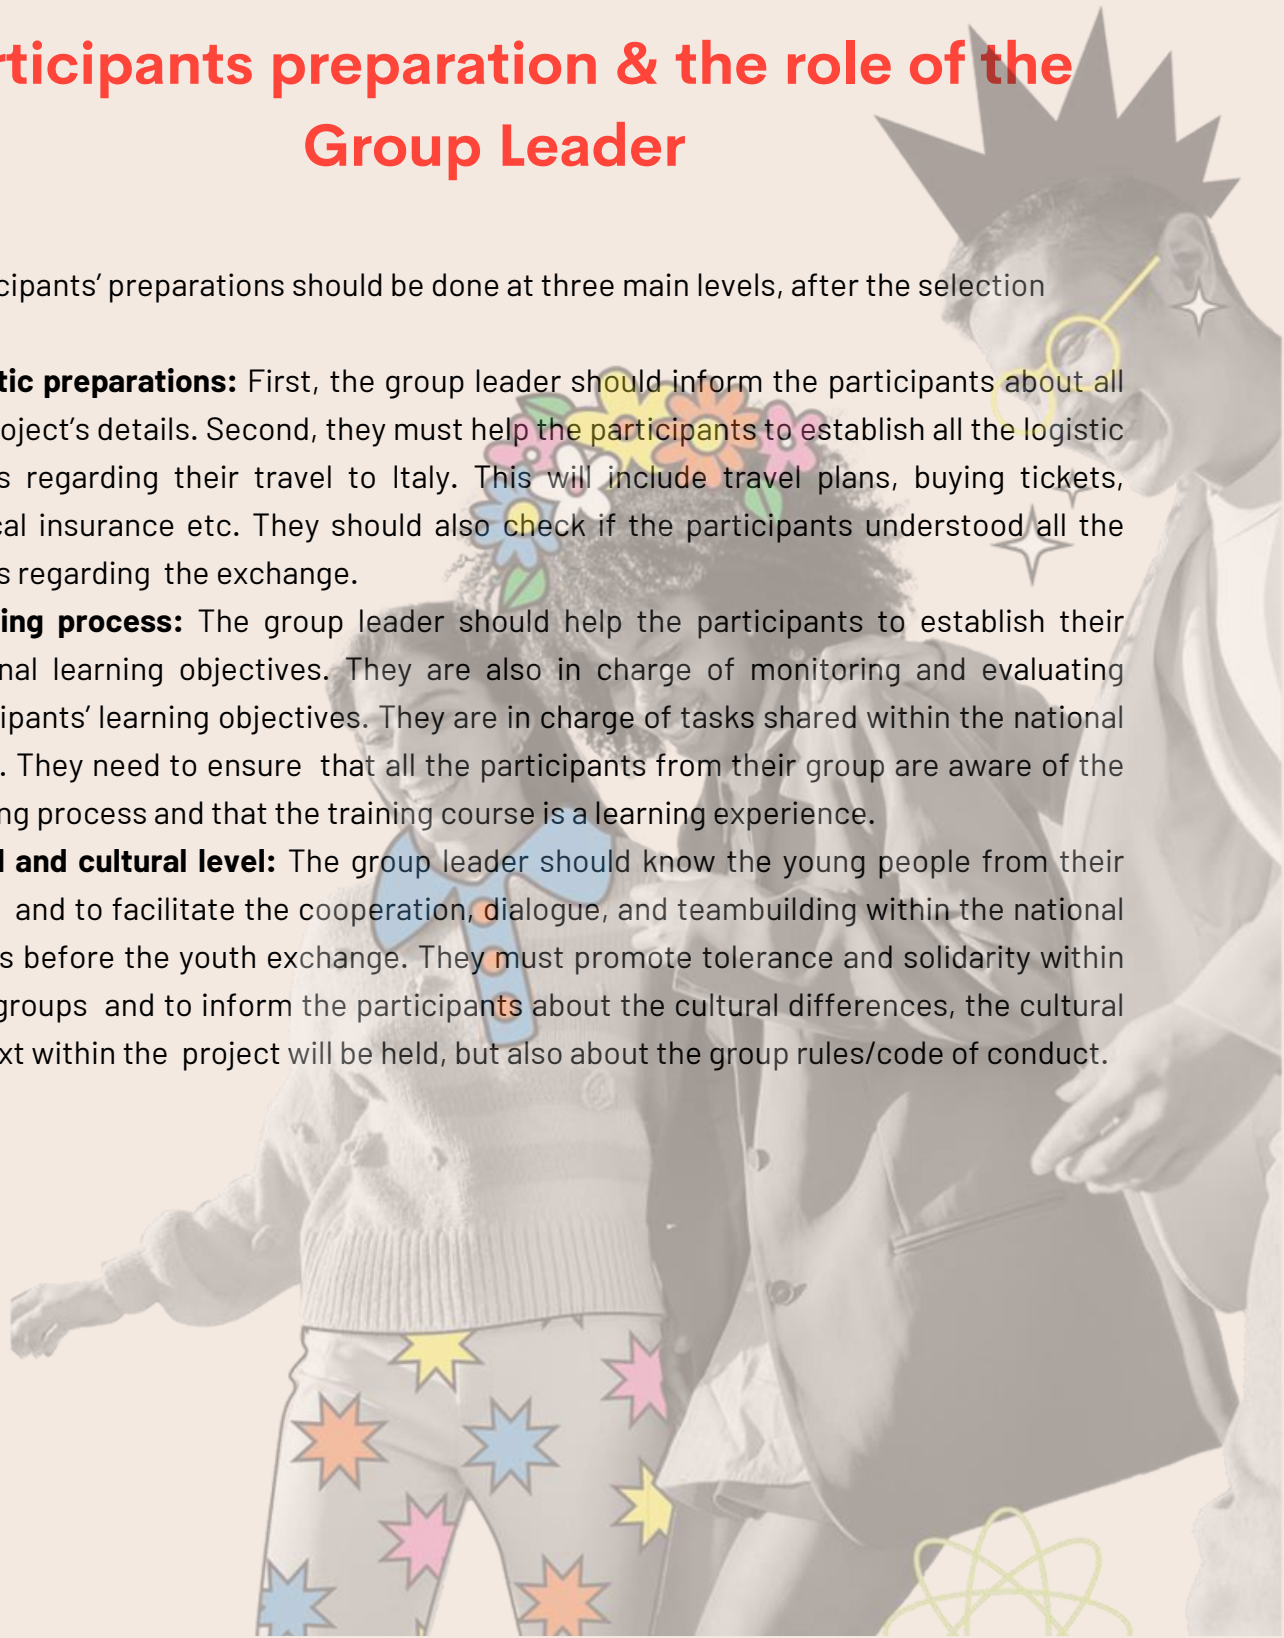 rticipants preparation & the role of the
Group Leader
cipants’ preparations should be done at three main levels, after the selection
tic preparations: First, the group leader should inform the participants about all
oject’s details. Second, they must help the participants to establish all the logistic
s regarding their travel to Italy. This will include travel plans, buying tickets,
cal insurance etc. They should also check if the participants understood all the
s regarding the exchange.
ing process: The group leader should help the participants to establish their
nal learning objectives. They are also in charge of monitoring and evaluating
ipants’ learning objectives. They are in charge of tasks shared within the national
. They need to ensure that all the participants from their group are aware of the
ng process and that the training course is a learning experience.
l and cultural level: The group leader should know the young people from their
and to facilitate the cooperation, dialogue, and teambuilding within the national
s before the youth exchange. They must promote tolerance and solidarity within
groups and to inform the participants about the cultural differences, the cultural
xt within the project will be held, but also about the group rules/code of conduct.